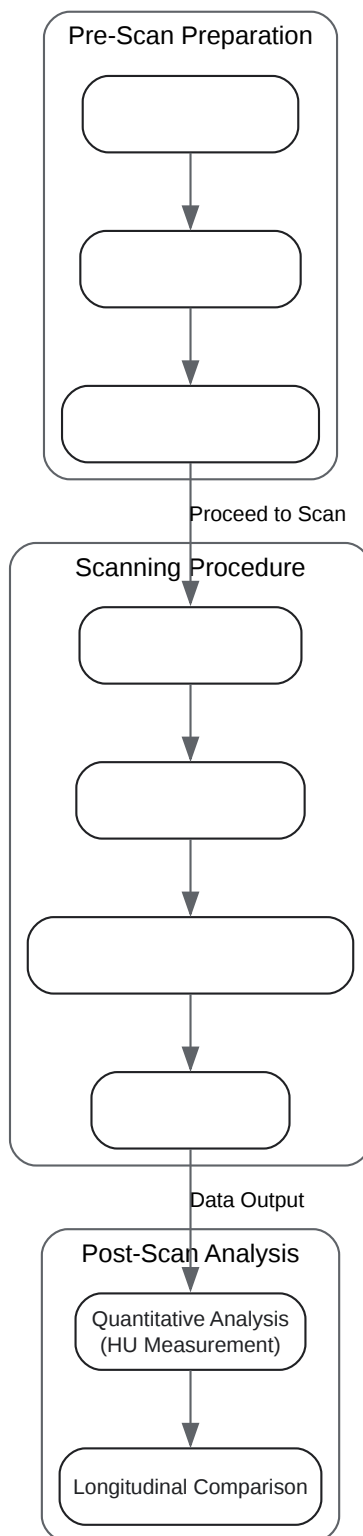 Pre-Scan Preparation
Proceed to Scan
Scanning Procedure
Data Output
Post-Scan Analysis
Quantitative Analysis
(HU Measurement)
Longitudinal Comparison